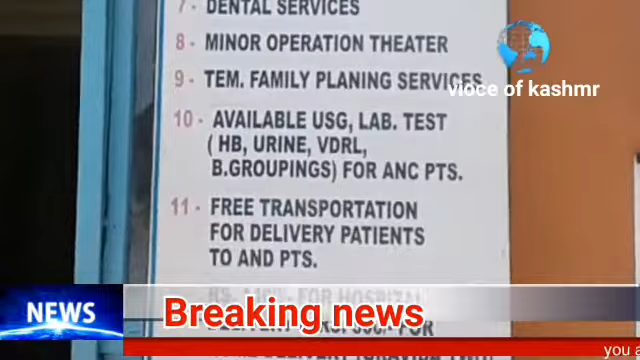 7- DENTAL SERVICES
8- MINOR OPERATION THEATER
9- TEM. FAMILY PLANING SERVICES
vioce of kashmr
10- AVAILABLE USG, LAB. TEST
( HB, URINE, VDRL,
B.GROUPINGS) FOR ANC PTS.
11- FREE TRANSPORTATION
FOR DELIVERY PATIENTS
TO AND PTS.
NEWS
Breaking news
FOR
you a